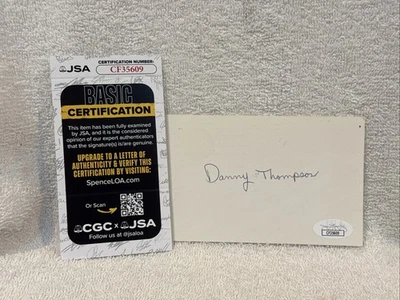 JSA
CERTIFICATION NUMBER:
CF35609
BASIC
CERTIFICATION
This item has been fully examined
by JSA, and it is the considered
opinion of our expert authenticators
that the signature(s) is/are genuine.
UPGRADE TO A LETTER OF
AUTHENTICITY & VERIFY THIS
CERTIFICATION BY VISITING:
SpenceLOA.com
Or Scan
CGC x JSA
Follow us at @jsaloa
Danny Thompson
JSA
CF35609